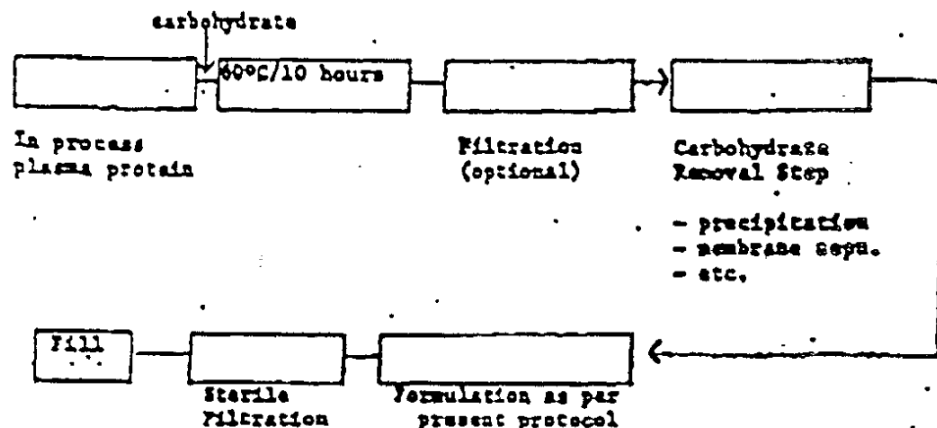 carbohydrate
60°C/10 hours
In process
plasma protein
Filtration
(optional)
Carbohydrate
Removal Step
- precipitation
- membrane sepn.
- etc.
Fill
Sterile
Filtration
Formulation as per
present protocol